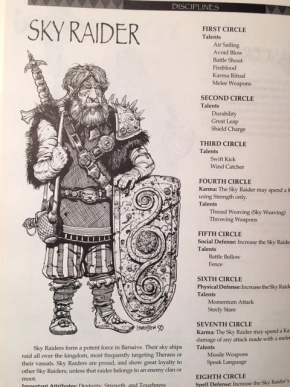 DISCIPLINES
SKY RAIDER
Sky Raiders form a potent force in Barsaive. Their sky ships
raid all over the kingdom, most frequently targeting Therans or
their vassals. Sky Raiders are proud, and show great loyalty to
other Sky Raiders, unless that raider belongs to an enemy clan or
moot.
Important Attributes: Dexterity, Strength, and Toughness
FIRST CIRCLE
Talents
Air Sailing
Avoid Blow
Battle Shout
Fireblood
Karma Ritual
Melee Weapons
SECOND CIRCLE
Talents
Durability
Great Leap
Shield Charge
THIRD CIRCLE
Talents
Swift Kick
Wind Catcher
FOURTH CIRCLE
Karma: The Sky Raider may spend a
using Strength only.
Talents
Thread Weaving (Sky Weaving)
Throwing Weapons
FIFTH CIRCLE
Social Defense: Increase the Sky Raider
Talents
Battle Bellow
Fence
SIXTH CIRCLE
Physical Defense: Increase the Sky Raider
Talents
Momentum Attack
Steely Stare
SEVENTH CIRCLE
Karma: The Sky Raider may spend a
damage of any attack made with a
Talents
Missile Weapons
Speak Language
EIGHTH CIRCLE
Spell Defense: Increase the Sky Raider